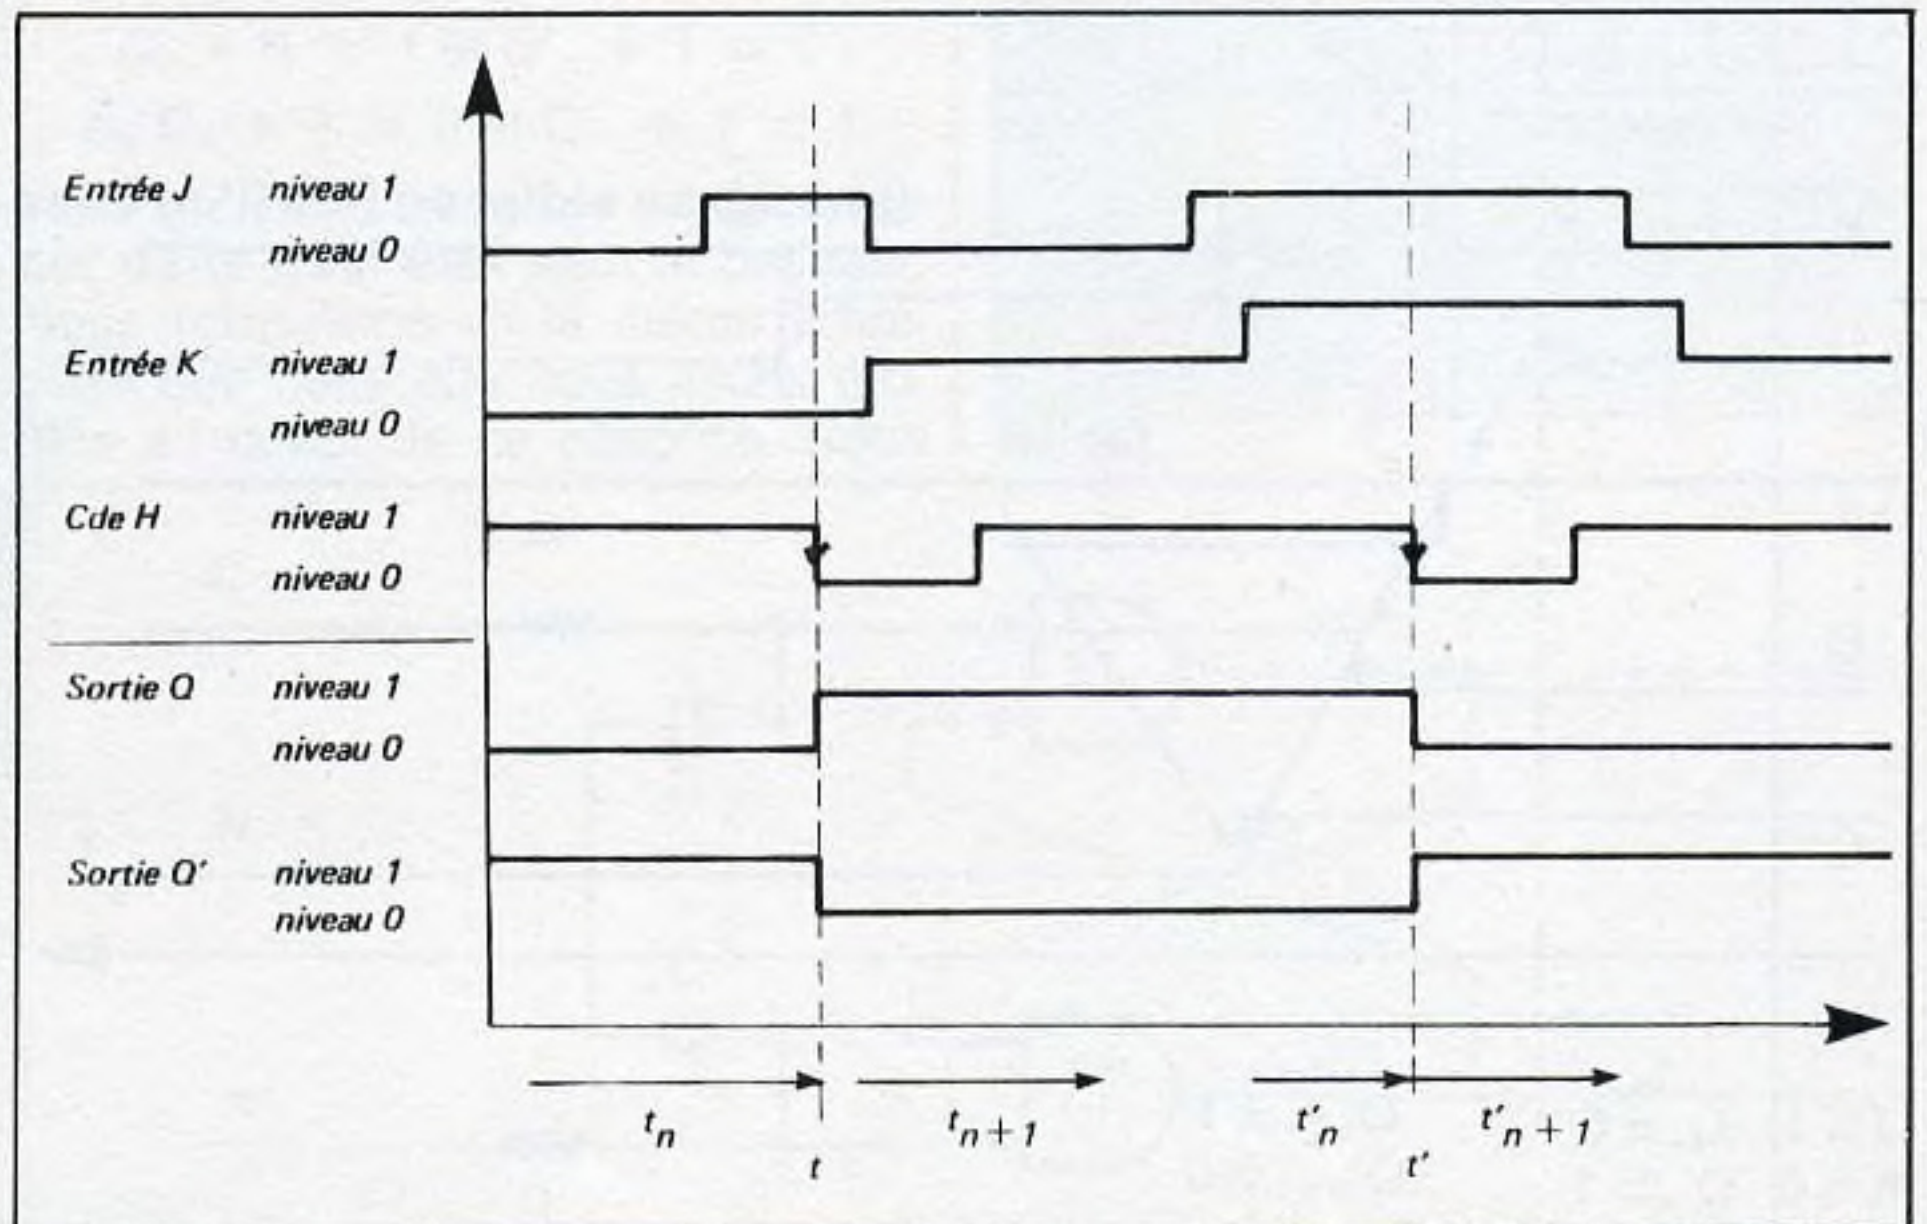 Entrée J niveau 1
niveau 0
Entrée K niveau 1
niveau 0
Cde H niveau 1
niveau 0
Sortie Q niveau 1
niveau 0
Sortie Q' niveau 1
niveau 0
tn tn + 1 t'n t'n + 1
t t'